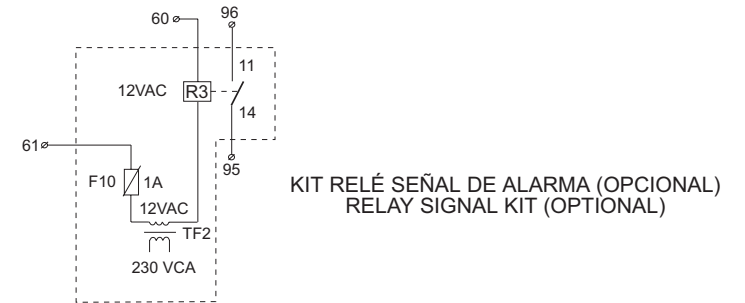 60
96
11
12VAC
R3
14
61
95
F10
1A
KIT RELÉ SEÑAL DE ALARMA (OPCIONAL)
RELAY SIGNAL KIT (OPTIONAL)
12VAC
TF2
230 VCA